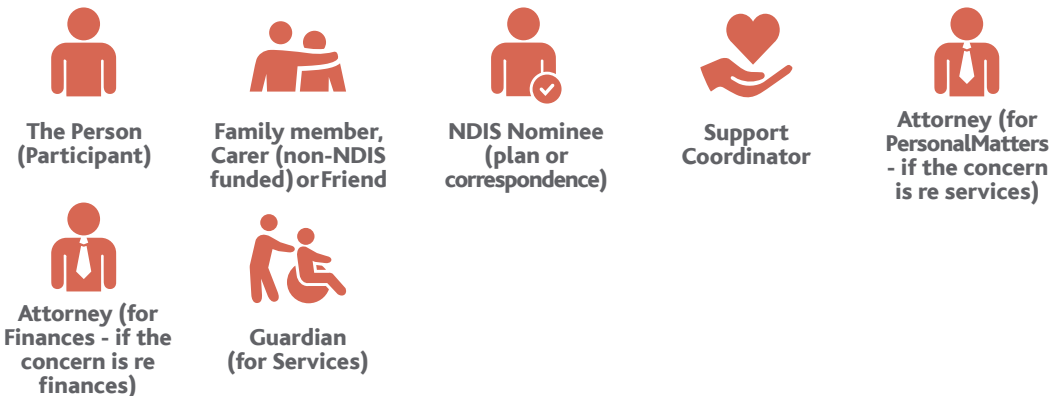 The Person
(Participant)
Family member,
Carer (non-NDIS
funded) or Friend
NDIS Nominee
(plan or
correspondence)
Support
Coordinator
Attorney (for
PersonalMatters
- if the concern
is re services)
Attorney (for
Finances - if the
concern is re
finances)
Guardian
(for Services)